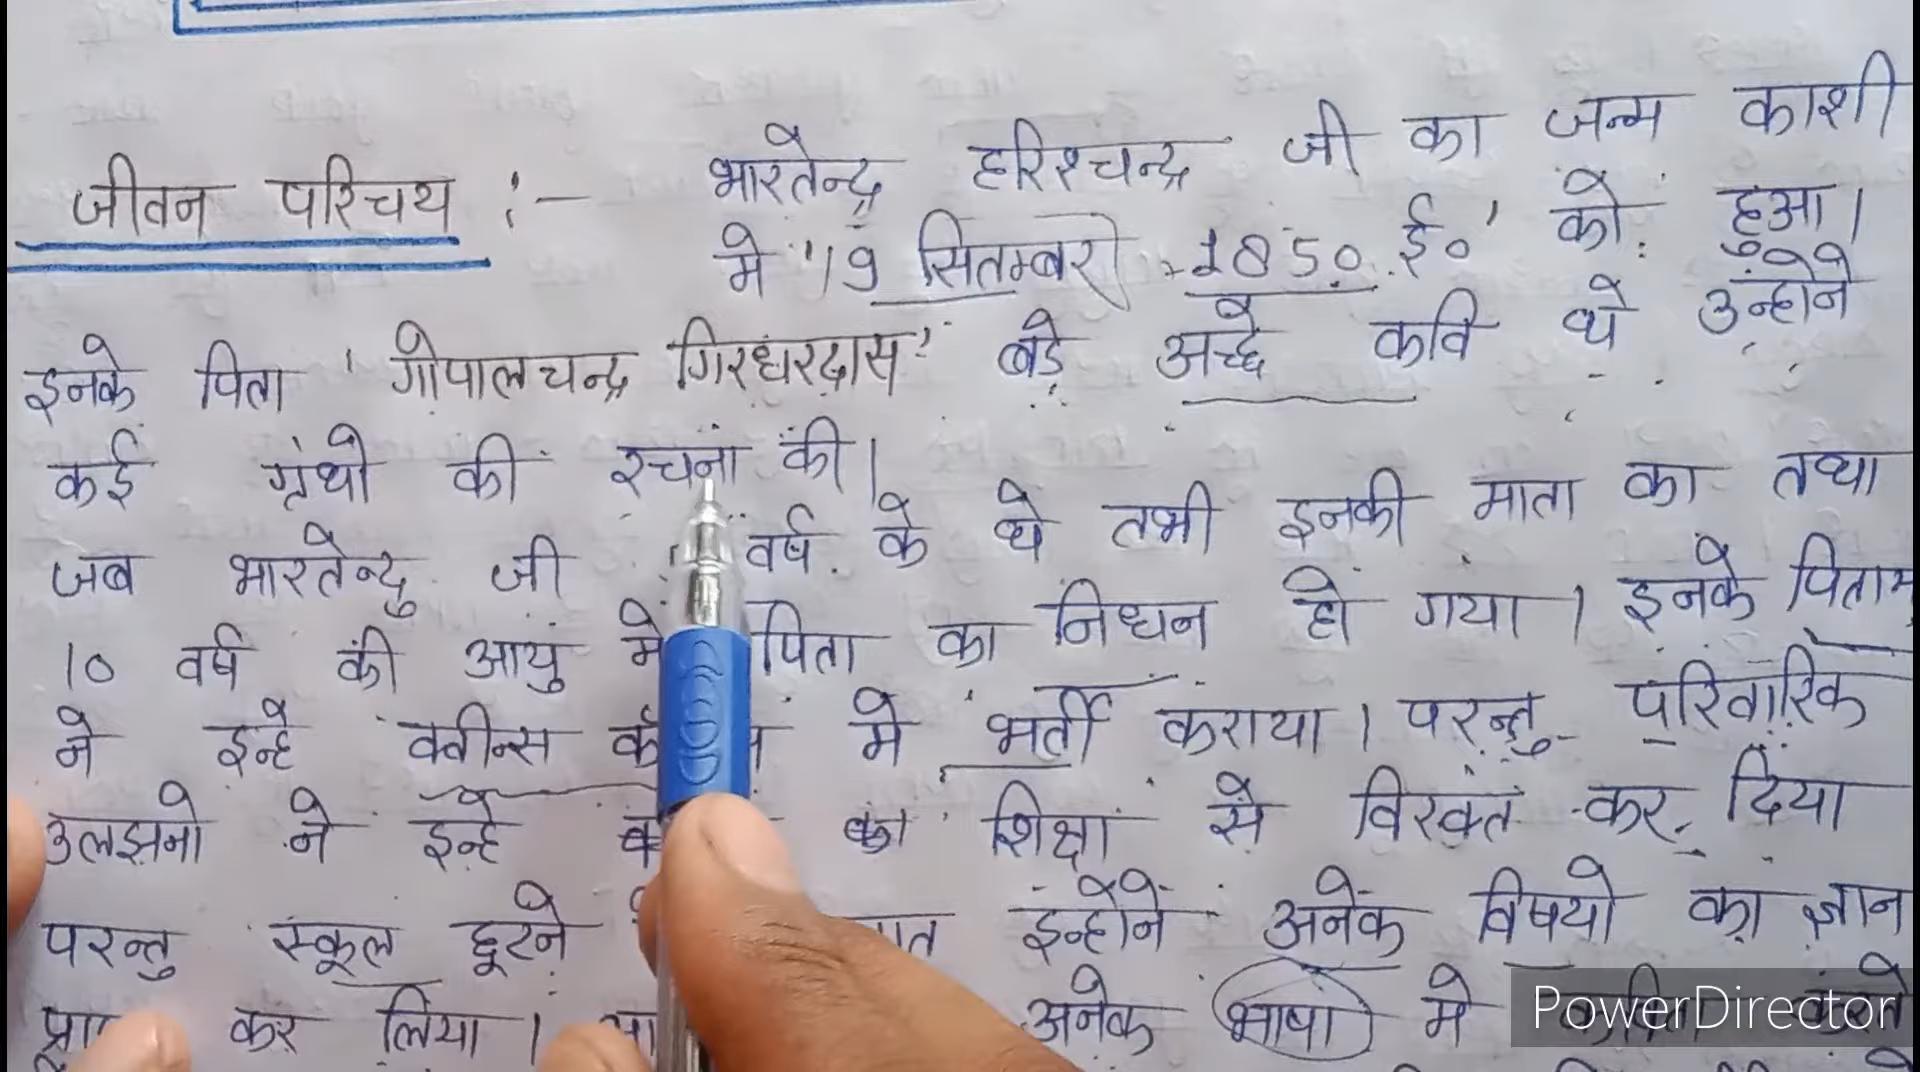 जीवन परिचय :- भारतेन्द्र हरिश्चन्द्र जी का जन्म काशी
मे '19 सितम्बर 1850 ई०' को हुआ।
इनके पिता 'गोपालचन्द्र गिरधरदास' बड़े अच्छे कवि थे उन्होने
कई ग्रंथो की रचना की।
जब भारतेन्दु जी वर्ष के थे तभी इनकी माता का तथा
10 वर्ष की आयु मे पिता का निधन हो गया। इनके
ने इन्हे क्वीन्स मे भर्ती कराया। परन्तु परिवारिक
उलझनो ने इन्हे का शिक्षा से विरक्त कर दिया
परन्तु स्कूल छूटने इन्होने अनेक विषयो का ज्ञान
कर लिया। अनेक भाषा मे
PowerDirector